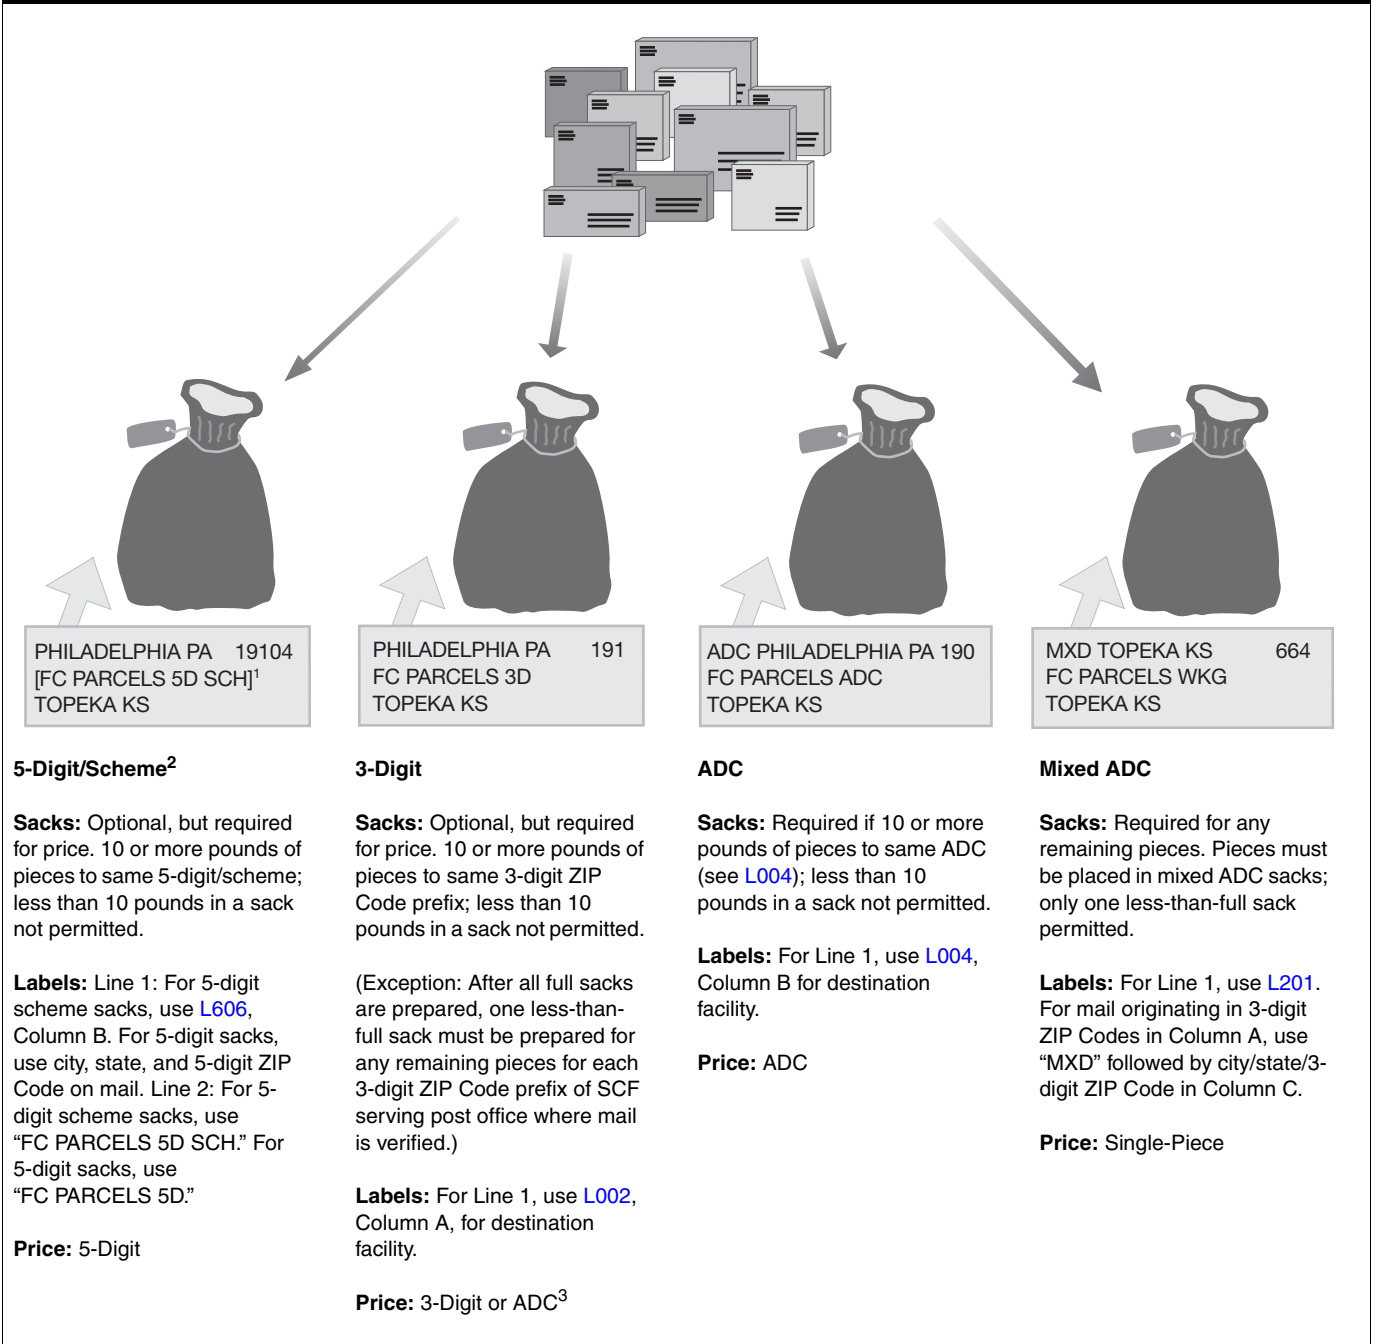 PHILADELPHIA PA 19104
[FC PARCELS 5D SCH]1
TOPEKA KS
PHILADELPHIA PA 191
FC PARCELS 3D
TOPEKA KS
ADC PHILADELPHIA PA 190
FC PARCELS ADC
TOPEKA KS
MXD TOPEKA KS 664
FC PARCELS WKG
TOPEKA KS
5-Digit/Scheme2
Sacks: Optional, but required
for price. 10 or more pounds of
pieces to same 5-digit/scheme;
less than 10 pounds in a sack
not permitted.
Labels: Line 1: For 5-digit
scheme sacks, use L606,
Column B. For 5-digit sacks,
use city, state, and 5-digit ZIP
Code on mail. Line 2: For 5-
digit scheme sacks, use
“FC PARCELS 5D SCH.” For
5-digit sacks, use
“FC PARCELS 5D.”
Price: 5-Digit
3-Digit
Sacks: Optional, but required
for price. 10 or more pounds of
pieces to same 3-digit ZIP
Code prefix; less than 10
pounds in a sack not permitted.
(Exception: After all full sacks
are prepared, one less-than-
full sack must be prepared for
any remaining pieces for each
3-digit ZIP Code prefix of SCF
serving post office where mail
is verified.)
Labels: For Line 1, use L002,
Column A, for destination
facility.
Price: 3-Digit or ADC3
ADC
Sacks: Required if 10 or more
pounds of pieces to same ADC
(see L004); less than 10
pounds in a sack not permitted.
Labels: For Line 1, use L004,
Column B for destination
facility.
Price: ADC
Mixed ADC
Sacks: Required for any
remaining pieces. Pieces must
be placed in mixed ADC sacks;
only one less-than-full sack
permitted.
Labels: For Line 1, use L201.
For mail originating in 3-digit
ZIP Codes in Column A, use
“MXD” followed by city/state/3-
digit ZIP Code in Column C.
Price: Single-Piece